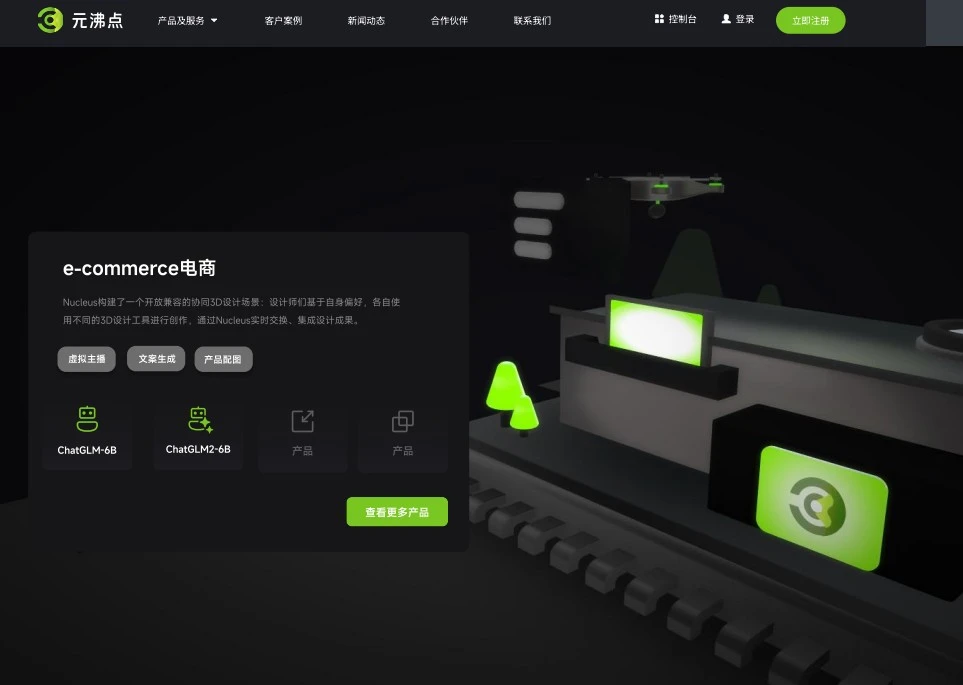 元沸点
产品及服务
客户案例
新闻动态
合作伙伴
联系我们
控制台
登录
立即注册
e-commerce电商
Nucleus构建了一个开放兼容的协同3D设计场景：设计师们基于自身偏好，各自使
用不同的3D设计工具进行创作，通过Nucleus实时交换、集成设计成果。
虚拟主播
文案生成
产品配图
ChatGLM-6B
ChatGLM2-6B
产品
产品
查看更多产品